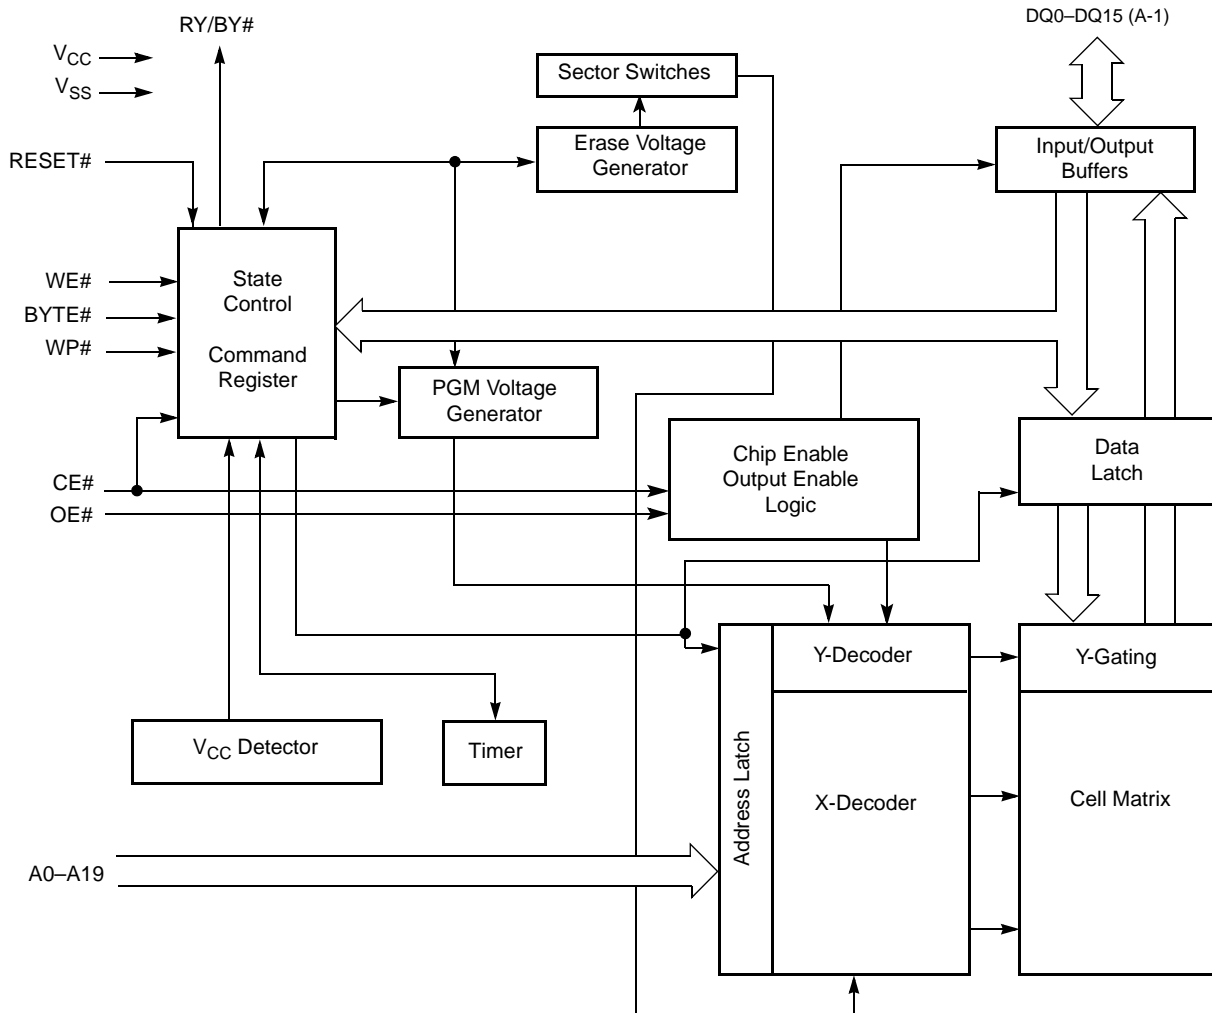 RY/BY#
DQ0–DQ15 (A-1)
VCC
VSS
Sector Switches
RESET#
Erase Voltage
Generator
Input/Output
Buffers
WE#
BYTE#
WP#
State
Control
Command
Register
PGM Voltage
Generator
CE#
OE#
Chip Enable
Output Enable
Logic
Data
Latch
Y-Decoder
Y-Gating
VCC Detector
Timer
Address Latch
X-Decoder
Cell Matrix
A0–A19